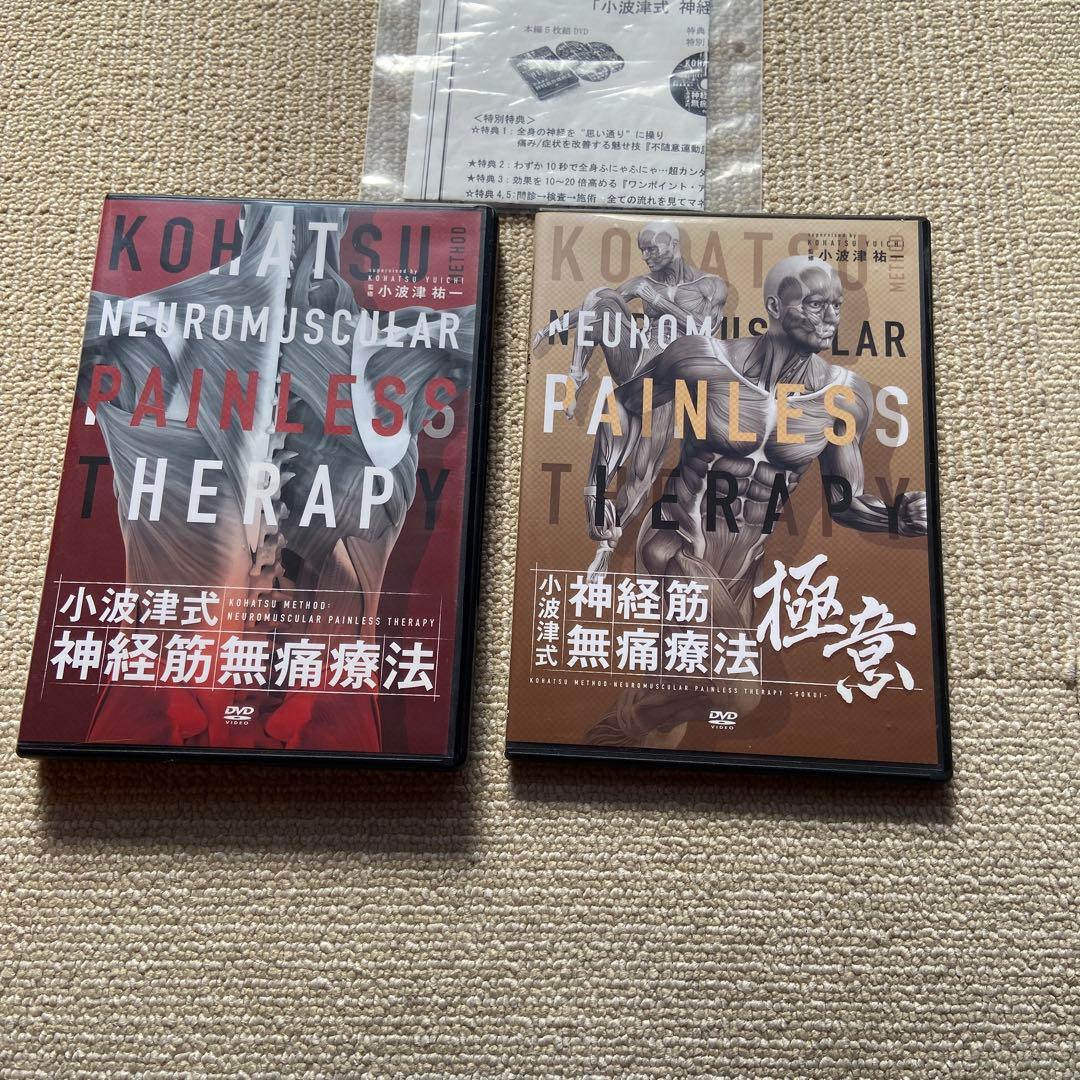 「小波津式 神経
本編5枚組DVD
特典
特別
＜特別特典＞
☆特典1：全身の神経を“思い通り”に操り
痛み/症状を改善する魅せ技『不随意運動』
★特典2：わずか10秒で全身ふにゃふにゃ…超カンタ
★特典3：効果を10～20倍高める『ワンポイント・ア
☆特典4,5：問診→検査→施術 全ての流れを見てマネ
KOHATSU
METHOD
supervised by
KOHATSU YUICHI
監修 小波津祐一
NEUROMUSCULAR
PAINLESS
THERAPY
小波津式
KOHATSU METHOD:
NEUROMUSCULAR PAINLESS THERAPY
神経筋無痛療法
DVD
VIDEO
KOHATSU
METHOD
supervised by
KOHATSU YUICHI
監修 小波津祐一
NEUROMUSCULAR
PAINLESS
THERAPY
小波津式
神経筋
無痛療法
極意
KOHATSU METHOD-NEUROMUSCULAR PAINLESS THERAPY -GOKUI-
DVD
VIDEO